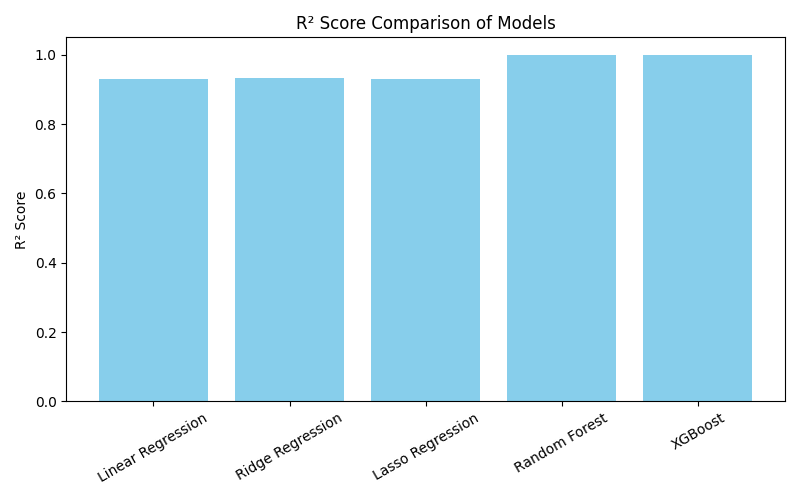 R² Score Comparison of Models
R² Score
1.0
0.8
0.6
0.4
0.2
0.0
Linear Regression
Ridge Regression
Lasso Regression
Random Forest
XGBoost